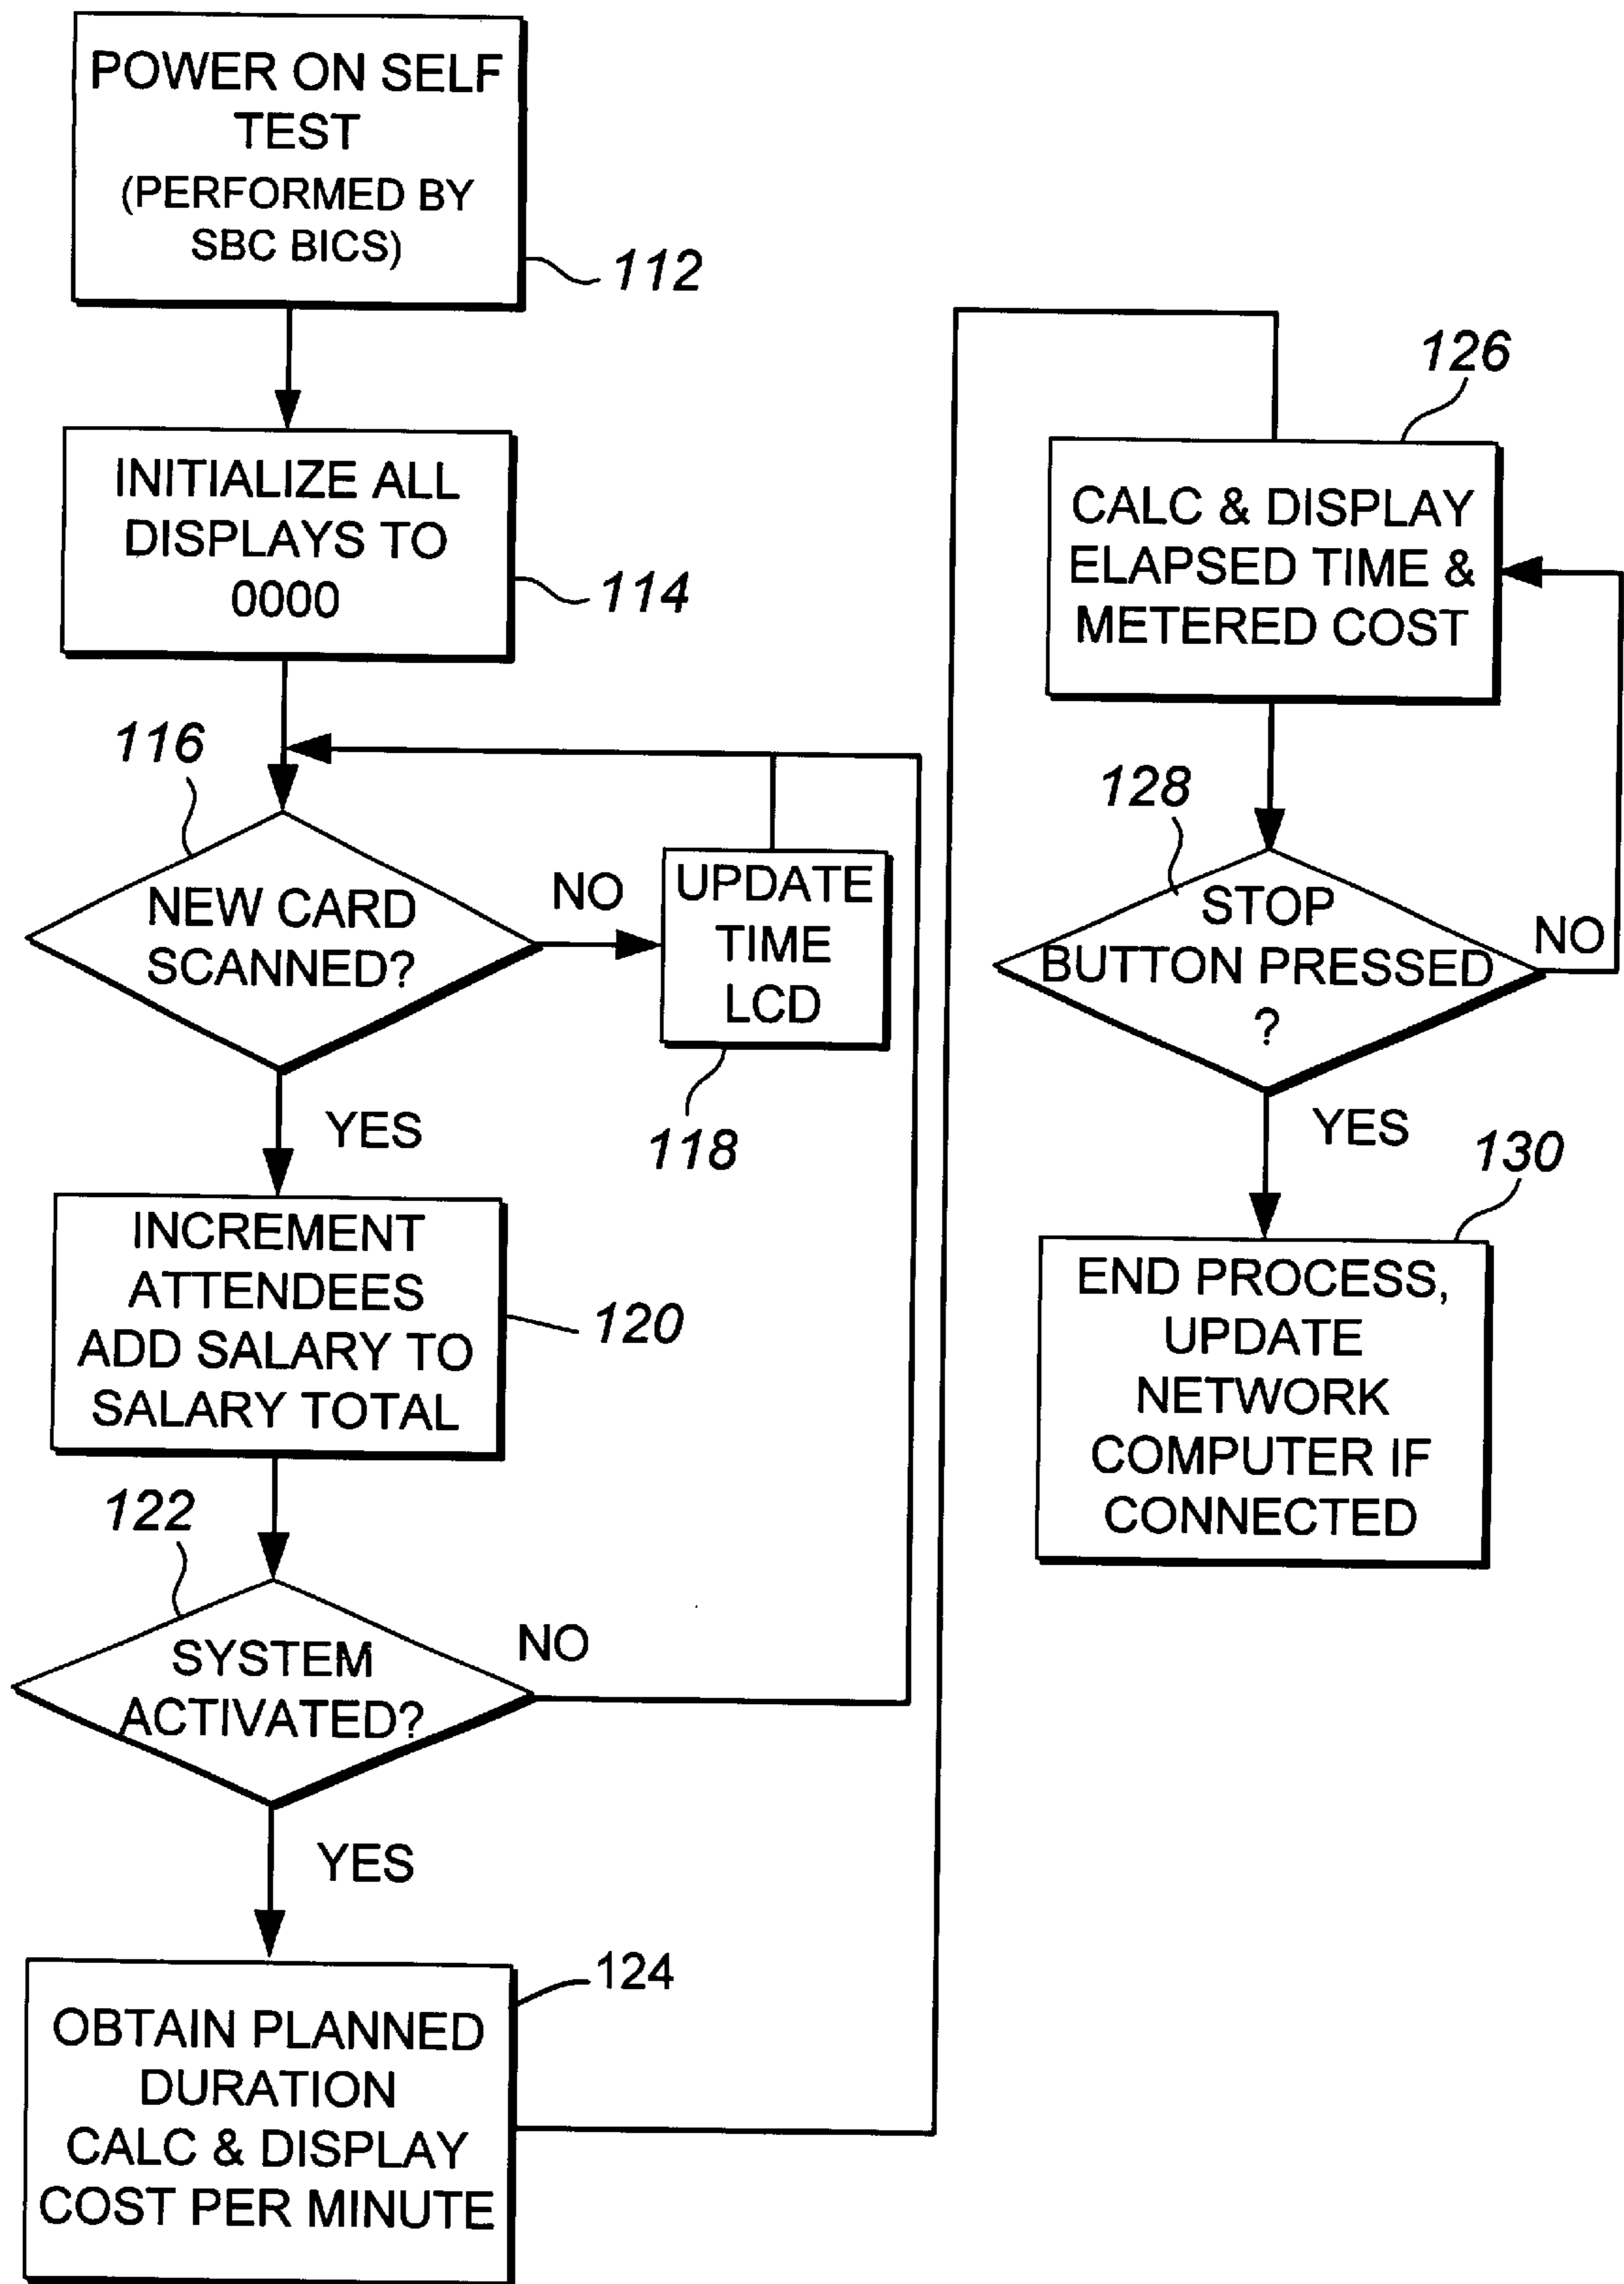 POWER ON SELF
TEST
(PERFORMED BY
SBC BICS)
112
INITIALIZE ALL
DISPLAYS TO
0000
114
116
NEW CARD
SCANNED?
NO
UPDATE
TIME
LCD
118
YES
INCREMENT
ATTENDEES
ADD SALARY TO
SALARY TOTAL
120
122
SYSTEM
ACTIVATED?
NO
YES
124
OBTAIN PLANNED
DURATION
CALC & DISPLAY
COST PER MINUTE
126
CALC & DISPLAY
ELAPSED TIME &
METERED COST
128
STOP
BUTTON PRESSED
?
NO
YES
130
END PROCESS,
UPDATE
NETWORK
COMPUTER IF
CONNECTED